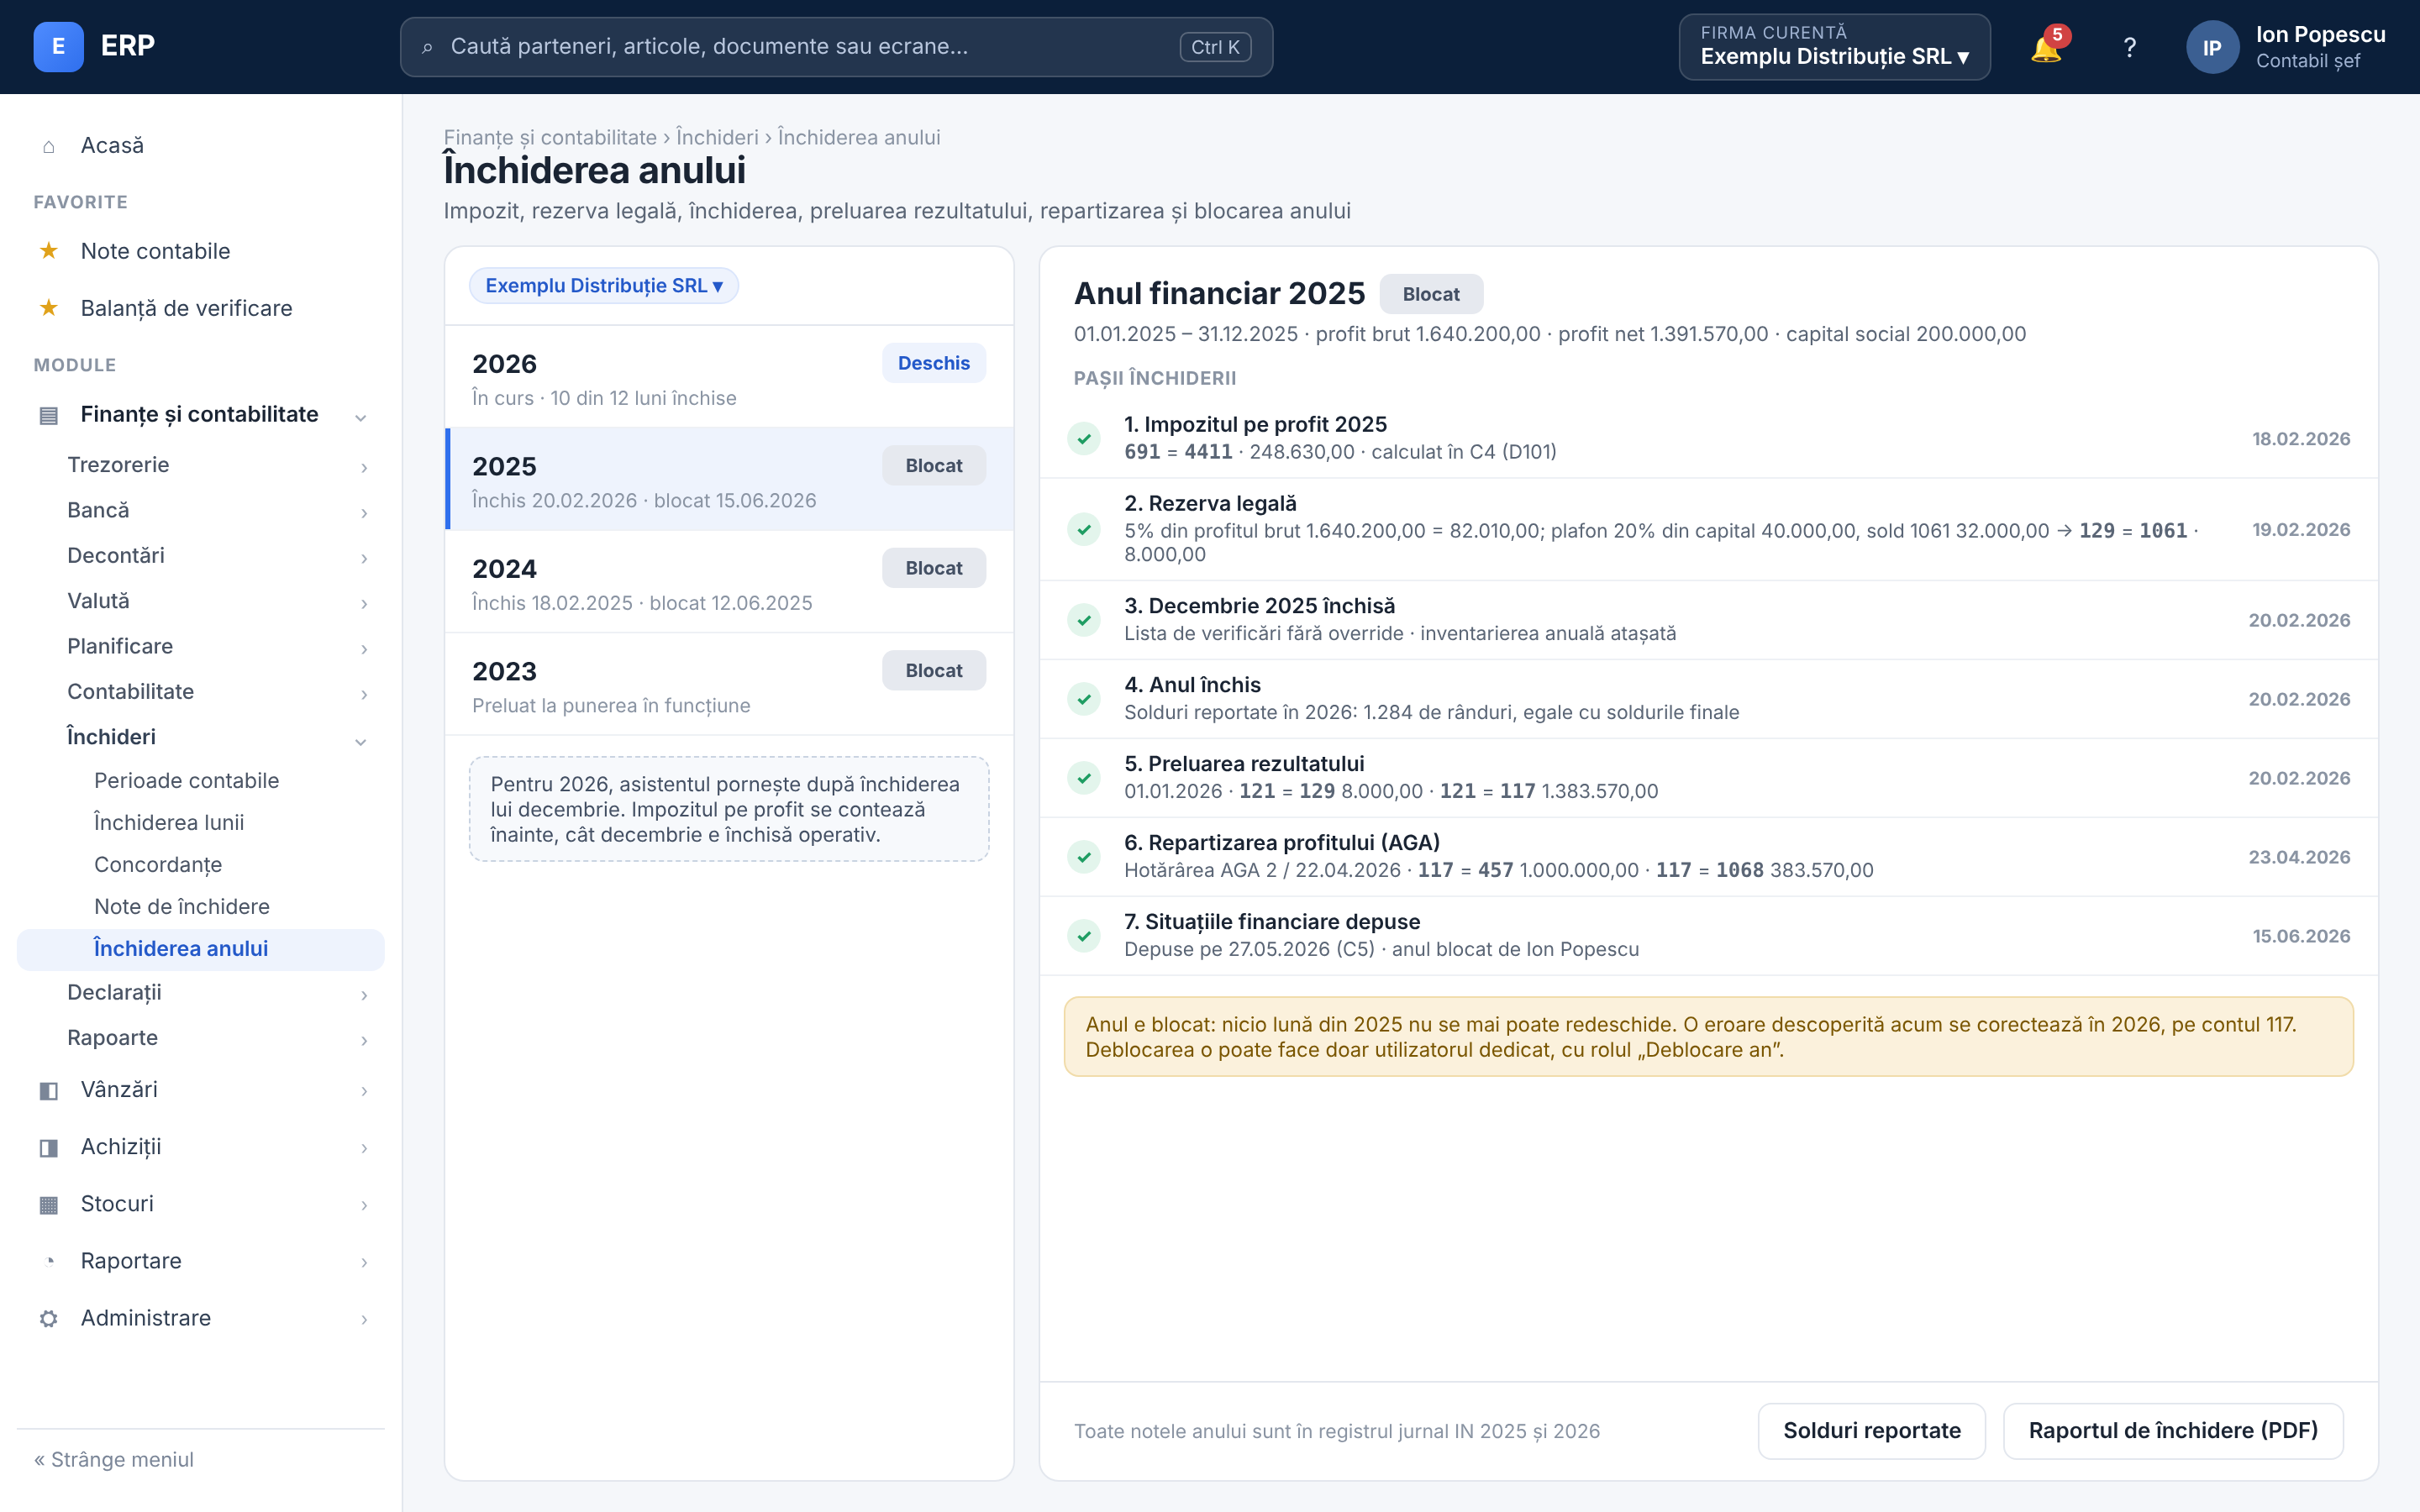 E ERP
Caută parteneri, articole, documente sau ecrane... Ctrl K
FIRMA CURENTĂ
Exemplu Distribuție SRL ▾
5
?
IP
Ion Popescu
Contabil șef
Acasă
FAVORITE
Note contabile
Balanță de verificare
MODULE
Finanțe și contabilitate
Trezorerie
Bancă
Decontări
Valută
Planificare
Contabilitate
Închideri
Perioade contabile
Închiderea lunii
Concordanțe
Note de închidere
Închiderea anului
Declarații
Rapoarte
Vânzări
Achiziții
Stocuri
Raportare
Administrare
« Strânge meniul
Finanțe și contabilitate › Închideri › Închiderea anului
Închiderea anului
Impozit, rezerva legală, închiderea, preluarea rezultatului, repartizarea și blocarea anului
Exemplu Distribuție SRL ▾
2026 Deschis
În curs · 10 din 12 luni închise
2025 Blocat
Închis 20.02.2026 · blocat 15.06.2026
2024 Blocat
Închis 18.02.2025 · blocat 12.06.2025
2023 Blocat
Preluat la punerea în funcțiune
Pentru 2026, asistentul pornește după închiderea
lui decembrie. Impozitul pe profit se contează
înainte, cât decembrie e închisă operativ.
Anul financiar 2025 Blocat
01.01.2025 – 31.12.2025 · profit brut 1.640.200,00 · profit net 1.391.570,00 · capital social 200.000,00
PAȘII ÎNCHIDERII
1. Impozitul pe profit 2025
691 = 4411 · 248.630,00 · calculat în C4 (D101)
18.02.2026
2. Rezerva legală
5% din profitul brut 1.640.200,00 = 82.010,00; plafon 20% din capital 40.000,00, sold 1061 32.000,00 → 129 = 1061 ·
8.000,00
19.02.2026
3. Decembrie 2025 închisă
Lista de verificări fără override · inventarierea anuală atașată
20.02.2026
4. Anul închis
Solduri reportate în 2026: 1.284 de rânduri, egale cu soldurile finale
20.02.2026
5. Preluarea rezultatului
01.01.2026 · 121 = 129 8.000,00 · 121 = 117 1.383.570,00
20.02.2026
6. Repartizarea profitului (AGA)
Hotărârea AGA 2 / 22.04.2026 · 117 = 457 1.000.000,00 · 117 = 1068 383.570,00
23.04.2026
7. Situațiile financiare depuse
Depuse pe 27.05.2026 (C5) · anul blocat de Ion Popescu
15.06.2026
Anul e blocat: nicio lună din 2025 nu se mai poate redeschide. O eroare descoperită acum se corectează în 2026, pe contul 117.
Deblocarea o poate face doar utilizatorul dedicat, cu rolul „Deblocare an”.
Toate notele anului sunt în registrul jurnal IN 2025 și 2026
Solduri reportate
Raportul de închidere (PDF)